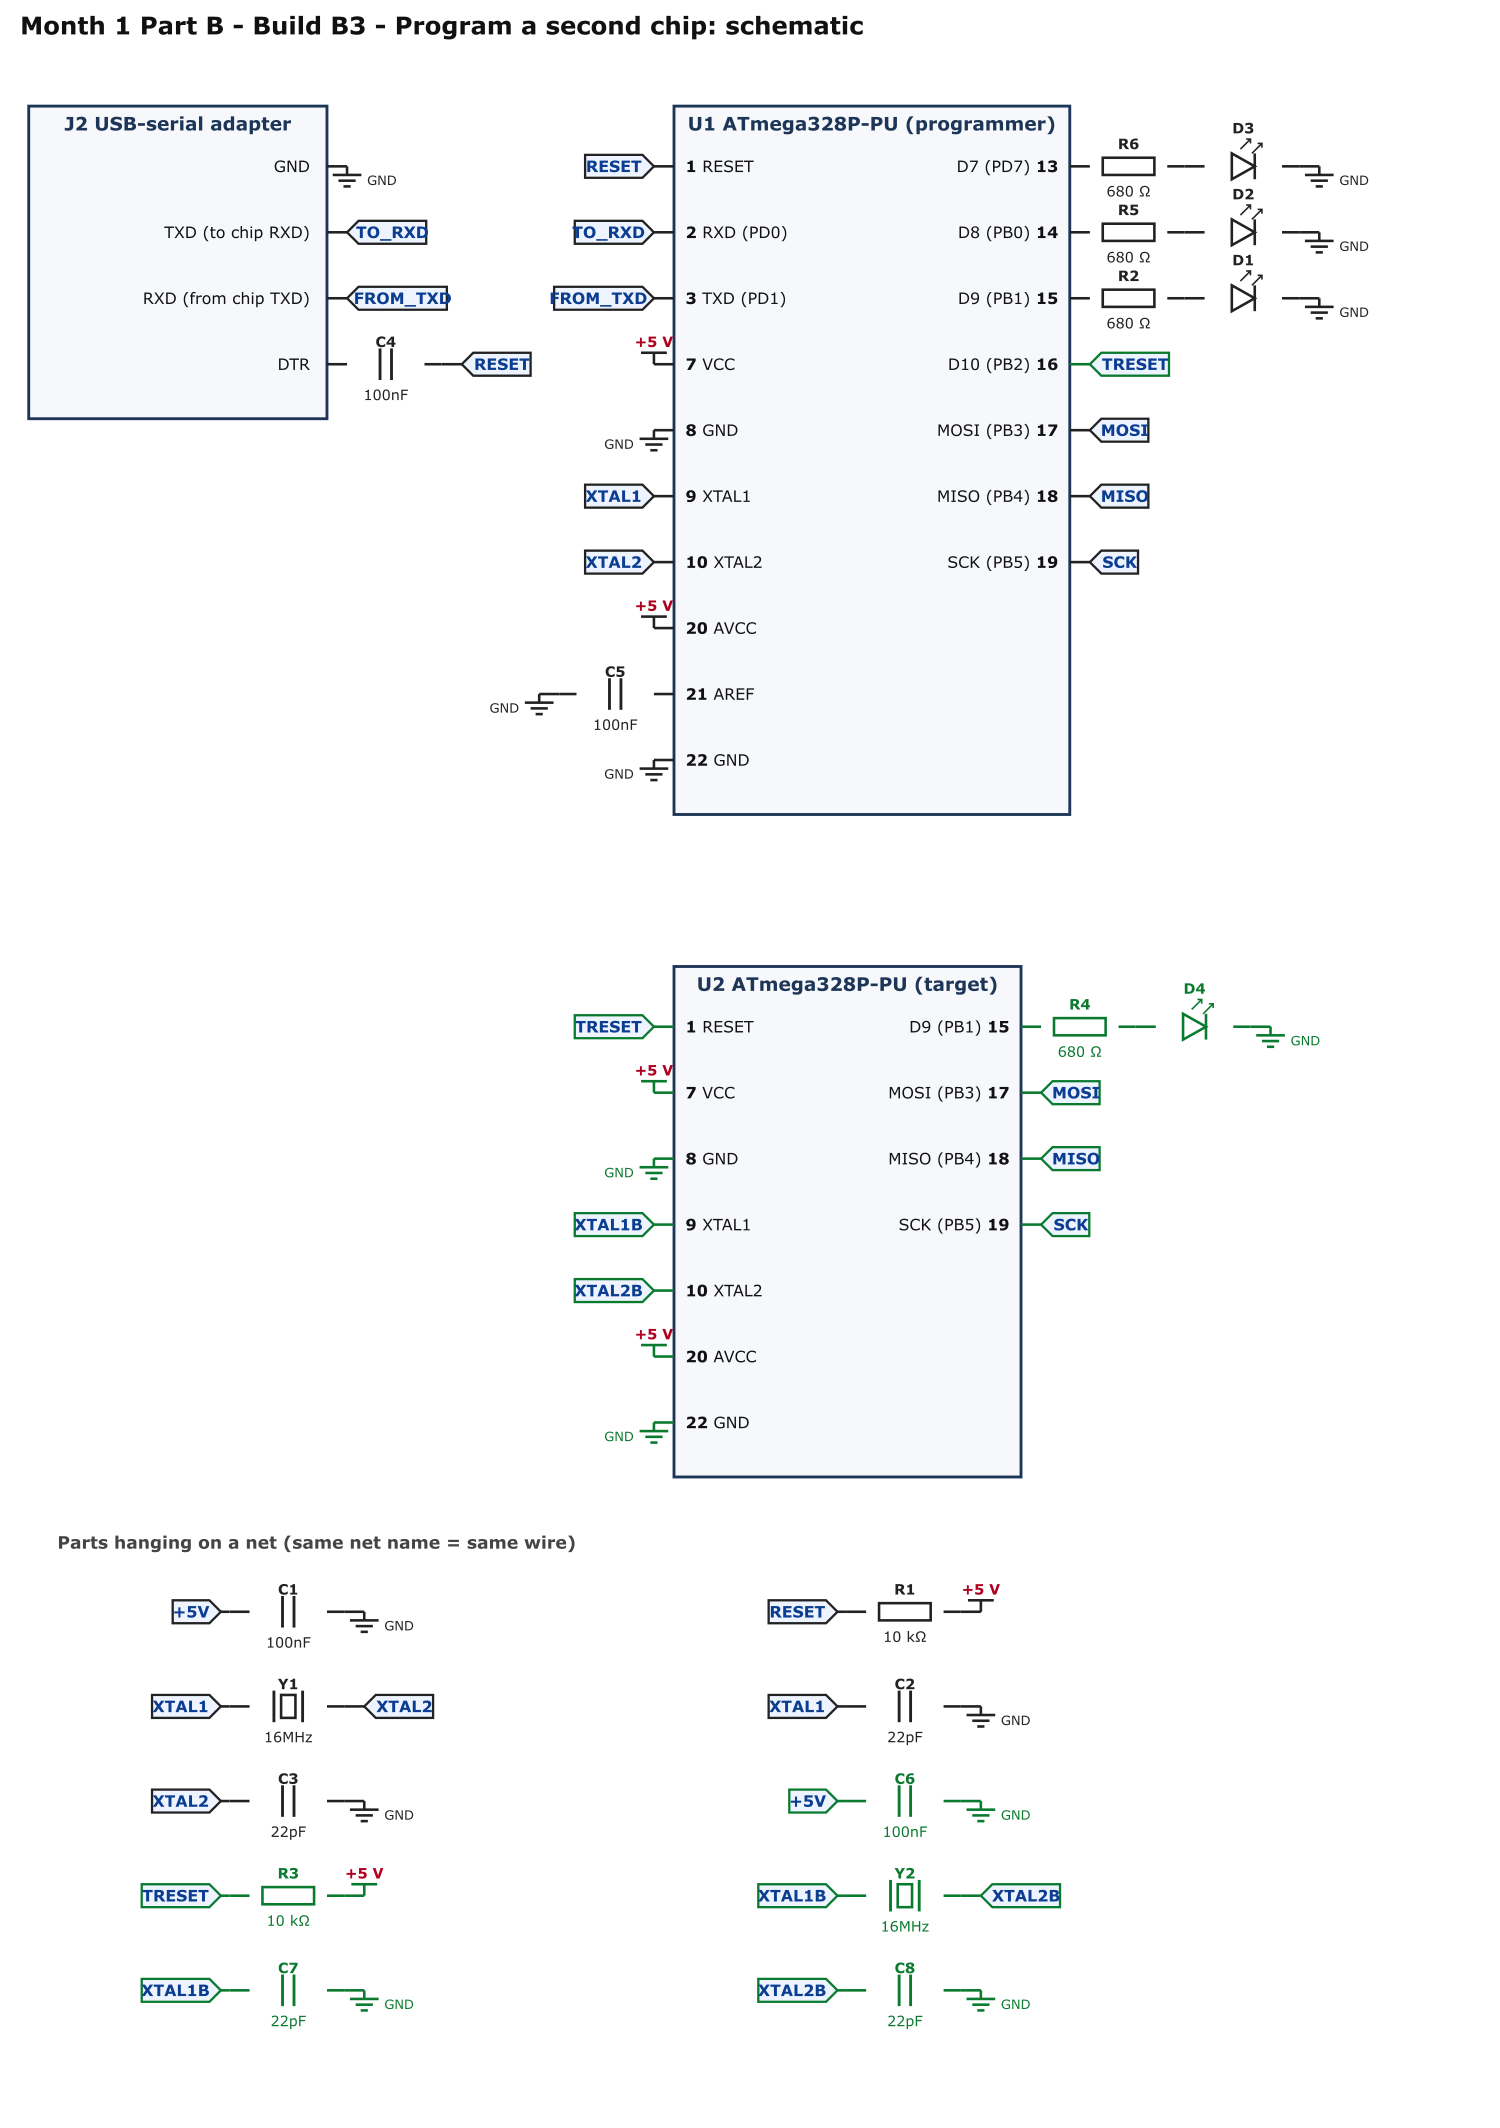 Month 1 Part B - Build B3 - Program a second chip: schematic
J2 USB-serial adapter
GND
GND
TXD (to chip RXD)
TO_RXD
RXD (from chip TXD)
FROM_TXD
DTR
C4
100nF
RESET
U1 ATmega328P-PU (programmer)
RESET
1 RESET
TO_RXD
2 RXD (PD0)
FROM_TXD
3 TXD (PD1)
+5 V
7 VCC
GND
8 GND
XTAL1
9 XTAL1
XTAL2
10 XTAL2
+5 V
20 AVCC
C5
GND
100nF
21 AREF
GND
22 GND
D7 (PD7) 13
R6
680 Ω
D3
GND
D8 (PB0) 14
R5
680 Ω
D2
GND
D9 (PB1) 15
R2
680 Ω
D1
GND
D10 (PB2) 16
TRESET
MOSI (PB3) 17
MOSI
MISO (PB4) 18
MISO
SCK (PB5) 19
SCK
U2 ATmega328P-PU (target)
TRESET
1 RESET
+5 V
7 VCC
GND
8 GND
XTAL1B
9 XTAL1
XTAL2B
10 XTAL2
+5 V
20 AVCC
GND
22 GND
D9 (PB1) 15
R4
680 Ω
D4
GND
MOSI (PB3) 17
MOSI
MISO (PB4) 18
MISO
SCK (PB5) 19
SCK
Parts hanging on a net (same net name = same wire)
+5V
C1
100nF
GND
RESET
R1
10 kΩ
+5 V
XTAL1
Y1
16MHz
XTAL2
XTAL1
C2
22pF
GND
XTAL2
C3
22pF
GND
+5V
C6
100nF
GND
TRESET
R3
10 kΩ
+5 V
XTAL1B
Y2
16MHz
XTAL2B
XTAL1B
C7
22pF
GND
XTAL2B
C8
22pF
GND